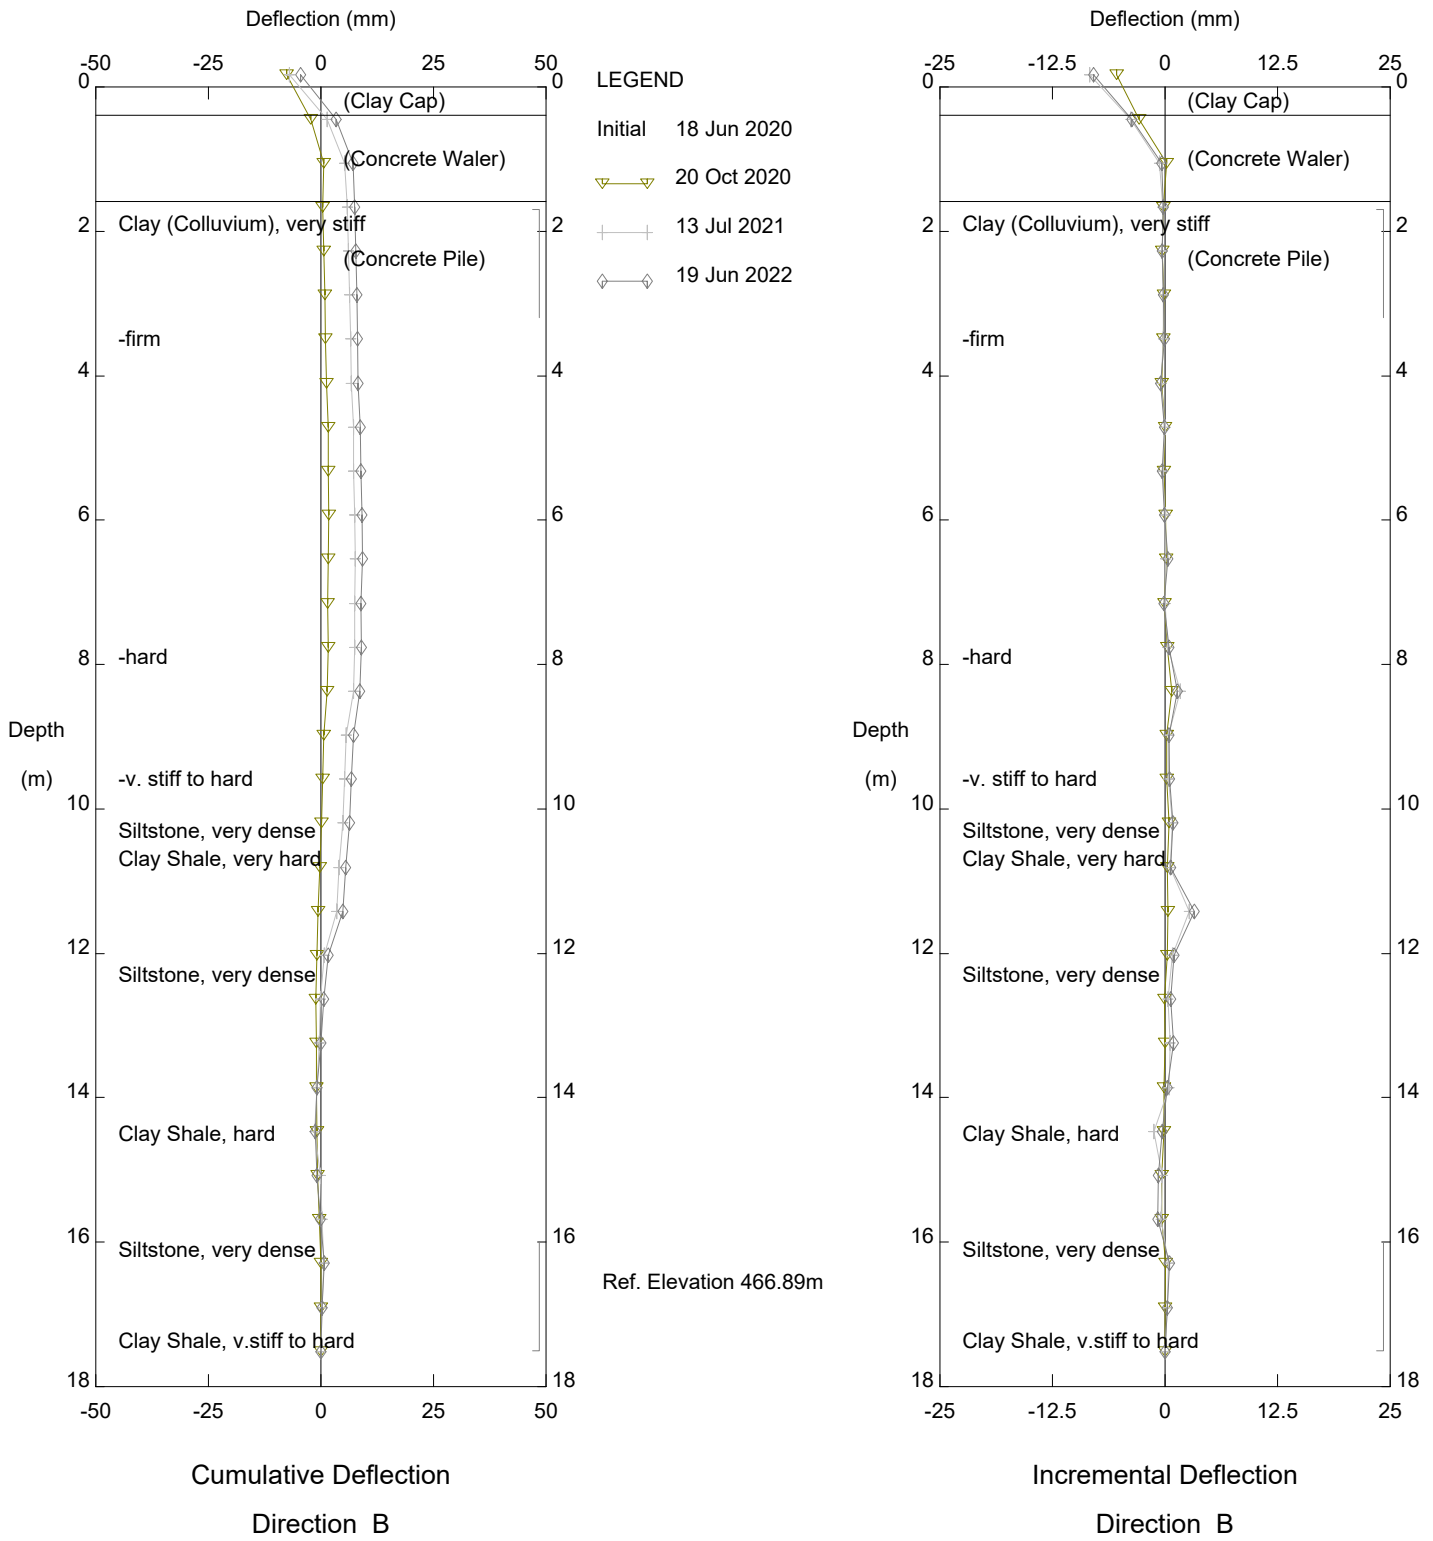 Deflection (mm)
-50 -25 0 25 50
0 0
(Clay Cap)
(Concrete Waler)
2 2
Clay (Colluvium), very stiff
(Concrete Pile)
-firm
4 4
6 6
-hard
8 8
Depth
(m)
-v. stiff to hard
10 10
Siltstone, very dense
Clay Shale, very hard
12 12
Siltstone, very dense
14 14
Clay Shale, hard
16 16
Siltstone, very dense
Clay Shale, v.stiff to hard
18 18
-50 -25 0 25 50
Cumulative Deflection
Direction B
LEGEND
Initial 18 Jun 2020
20 Oct 2020
13 Jul 2021
19 Jun 2022
Ref. Elevation 466.89m
Deflection (mm)
-25 -12.5 0 12.5 25
0 0
(Clay Cap)
(Concrete Waler)
2 2
Clay (Colluvium), very stiff
(Concrete Pile)
-firm
4 4
6 6
-hard
8 8
Depth
(m)
-v. stiff to hard
10 10
Siltstone, very dense
Clay Shale, very hard
12 12
Siltstone, very dense
14 14
Clay Shale, hard
16 16
Siltstone, very dense
Clay Shale, v.stiff to hard
18 18
-25 -12.5 0 12.5 25
Incremental Deflection
Direction B